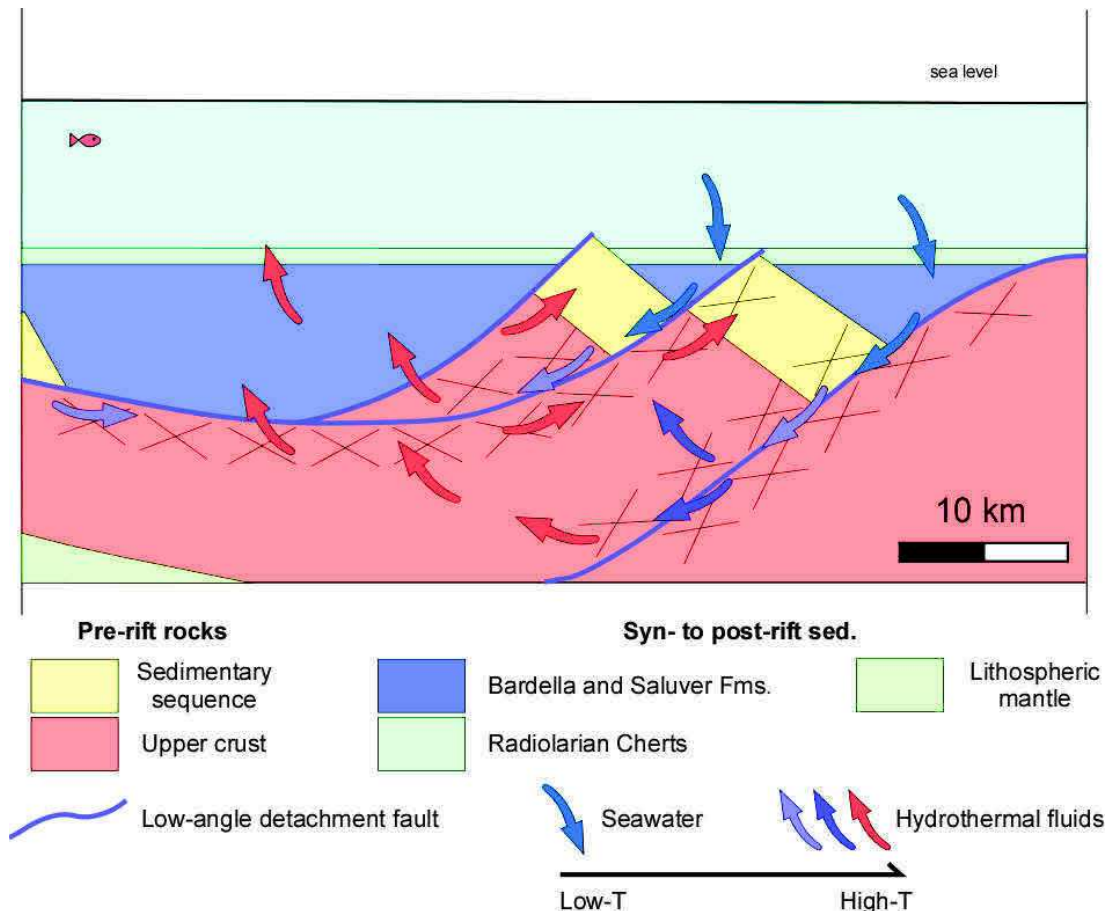 sea level
10 km
Pre-rift rocks
Syn- to post-rift sed.
Sedimentary
sequence
Bardella and Saluver Fms.
Lithospheric
mantle
Upper crust
Radiolarian Cherts
Low-angle detachment fault
Seawater
Hydrothermal fluids
Low-T
High-T